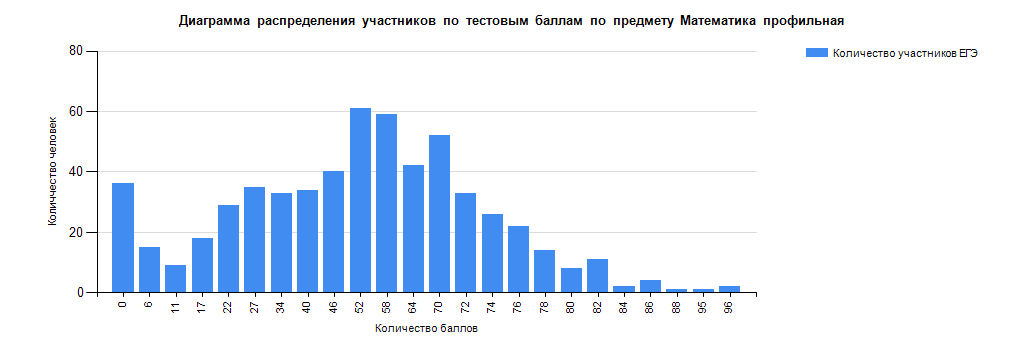 Диаграмма распределения участников по тестовым баллам по предмету Математика профильная
Количество участников ЕГЭ
80
60
40
20
0
Количчество человек
0 6 11 17 22 27 34 40 46 52 58 64 70 72 74 76 78 80 82 84 86 88 95 96
Количество баллов